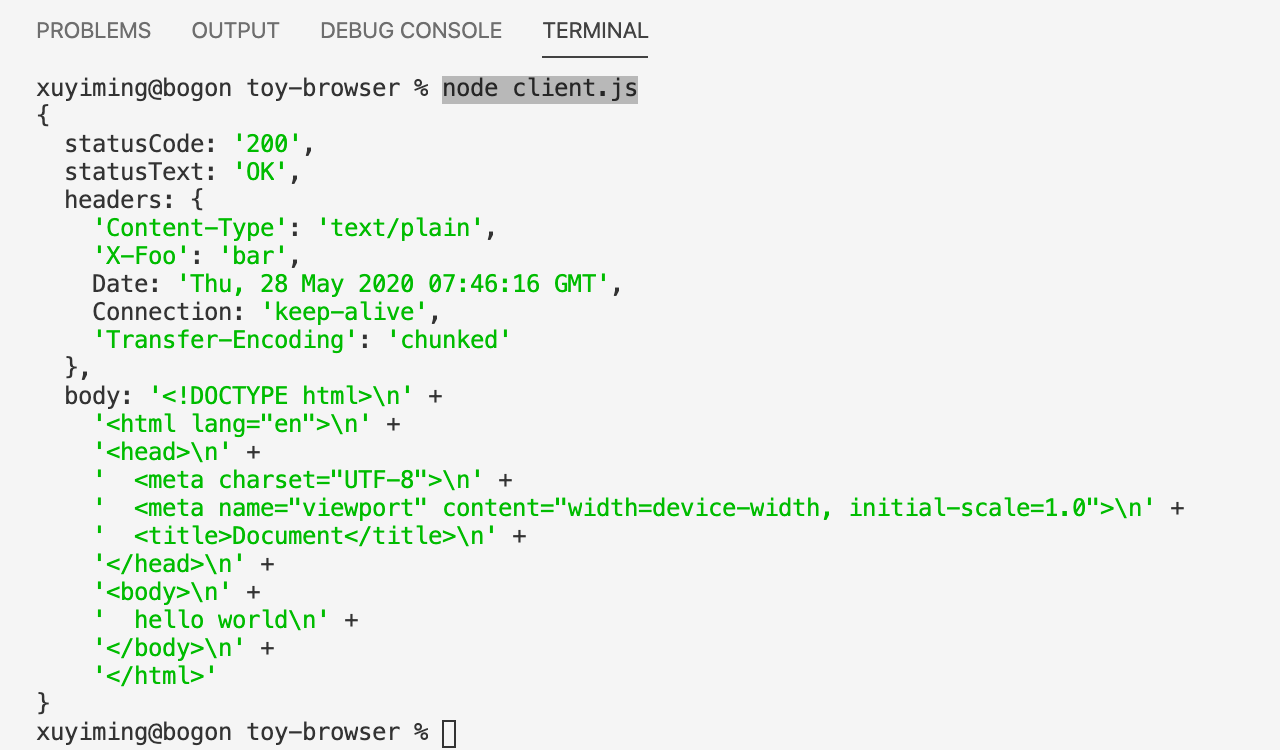 PROBLEMS OUTPUT DEBUG CONSOLE TERMINAL
xuyiming@bogon toy-browser % node client.js
{
  statusCode: '200',
  statusText: 'OK',
  headers: {
    'Content-Type': 'text/plain',
    'X-Foo': 'bar',
    Date: 'Thu, 28 May 2020 07:46:16 GMT',
    Connection: 'keep-alive',
    'Transfer-Encoding': 'chunked'
  },
  body: '<!DOCTYPE html>\n' +
    '<html lang="en">\n' +
    '<head>\n' +
    '  <meta charset="UTF-8">\n' +
    '  <meta name="viewport" content="width=device-width, initial-scale=1.0">\n' +
    '  <title>Document</title>\n' +
    '</head>\n' +
    '<body>\n' +
    '  hello world\n' +
    '</body>\n' +
    '</html>'
}
xuyiming@bogon toy-browser %